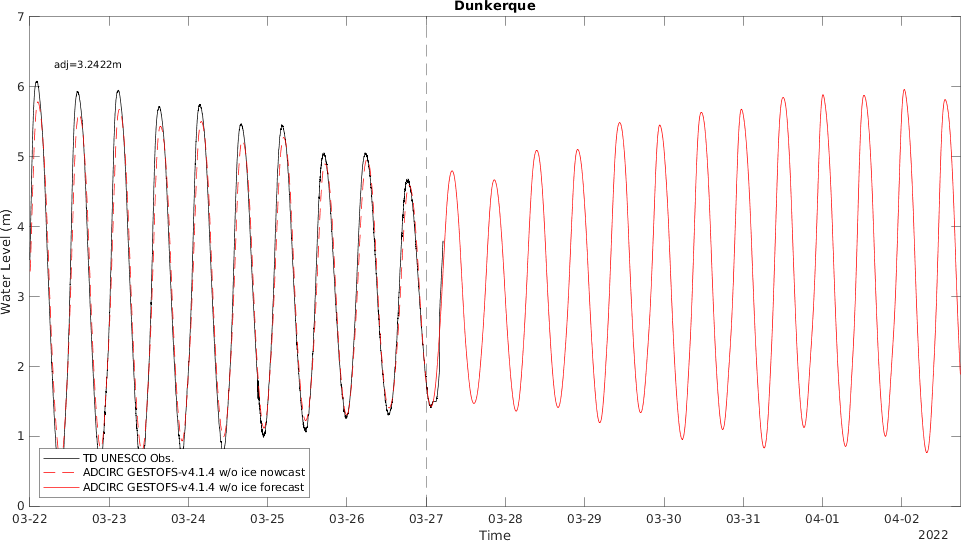 Dunkerque
7
adj=3.2422m
6
5
4
3
2
1
0
Water Level (m)
TD UNESCO Obs.
ADCIRC GESTOFS-v4.1.4 w/o ice nowcast
ADCIRC GESTOFS-v4.1.4 w/o ice forecast
03-22 03-23 03-24 03-25 03-26 03-27 03-28 03-29 03-30 03-31 04-01 04-02
Time
2022